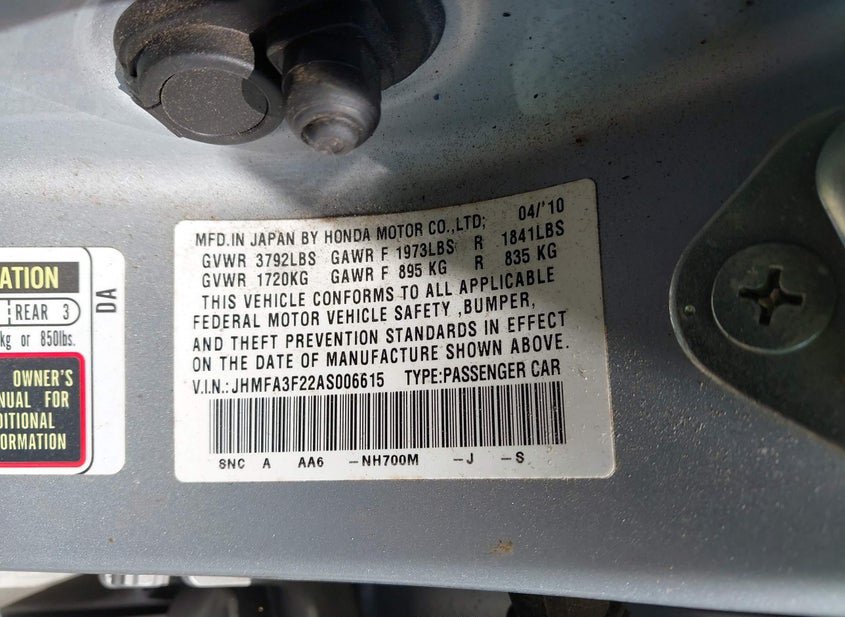 ATION
REAR 3
kg or 850lbs.
OWNER'S
NUAL FOR
DITIONAL
FORMATION
DA
MFD.IN JAPAN BY HONDA MOTOR CO.,LTD; 04/'10
GVWR 3792LBS GAWR F 1973LBS R 1841LBS
GVWR 1720KG GAWR F 895 KG R 835 KG
THIS VEHICLE CONFORMS TO ALL APPLICABLE
FEDERAL MOTOR VEHICLE SAFETY ,BUMPER,
AND THEFT PREVENTION STANDARDS IN EFFECT
ON THE DATE OF MANUFACTURE SHOWN ABOVE.
V.I.N.: JHMFA3F22AS006615 TYPE:PASSENGER CAR
SNC A AA6 -NH700M -J -S